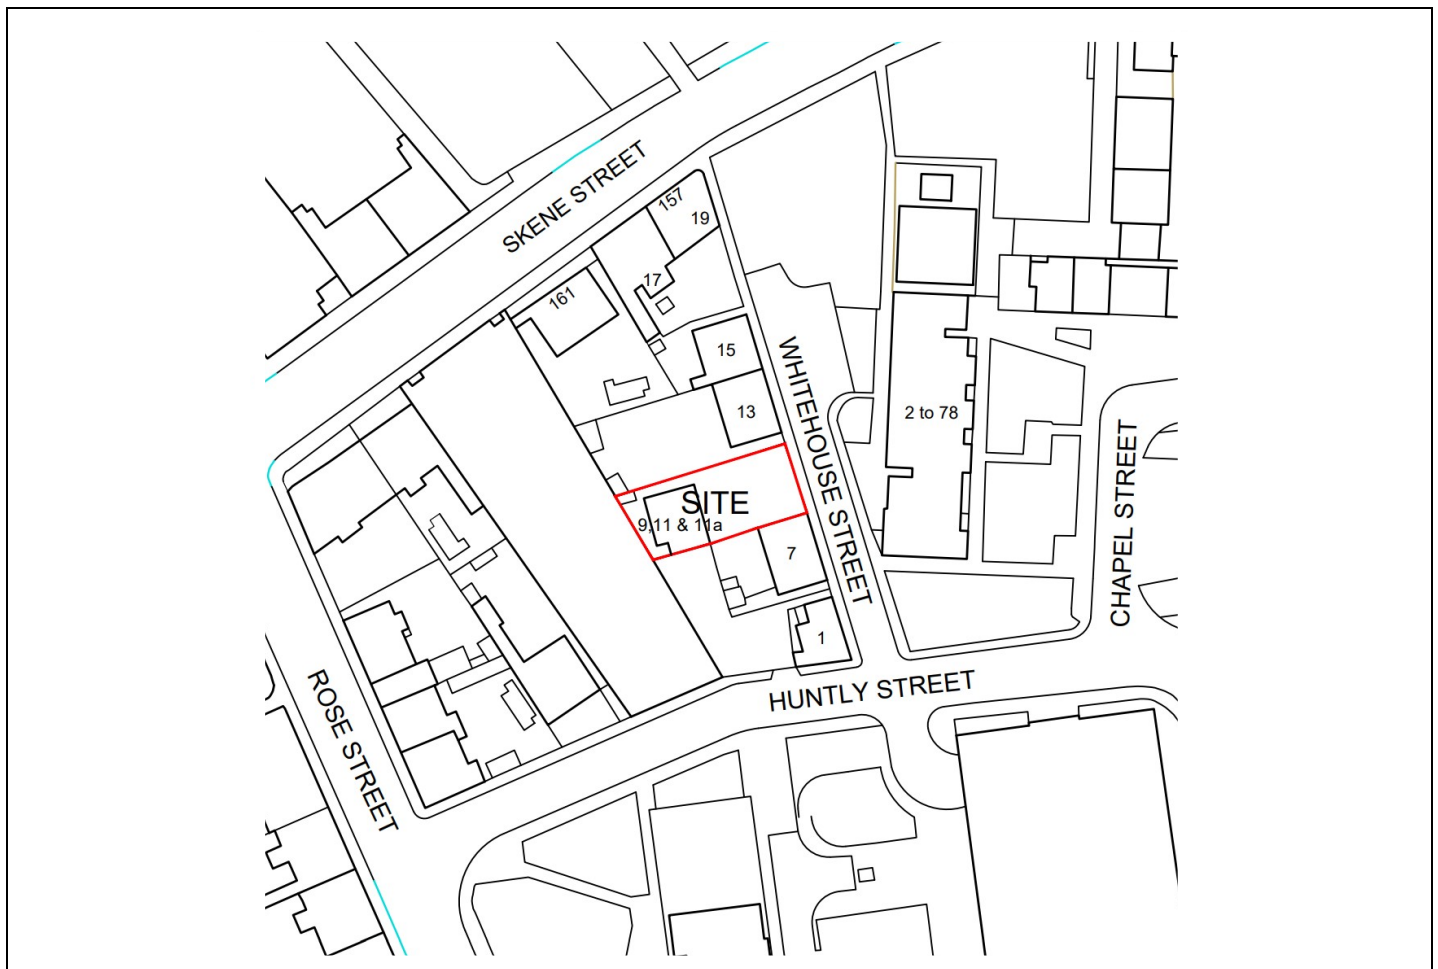 SKENE STREET
157
19
17
161
15
WHITEHOUSE STREET
13
2 to 78
CHAPEL STREET
SITE
9,11 & 11a
7
1
HUNTLY STREET
ROSE STREET